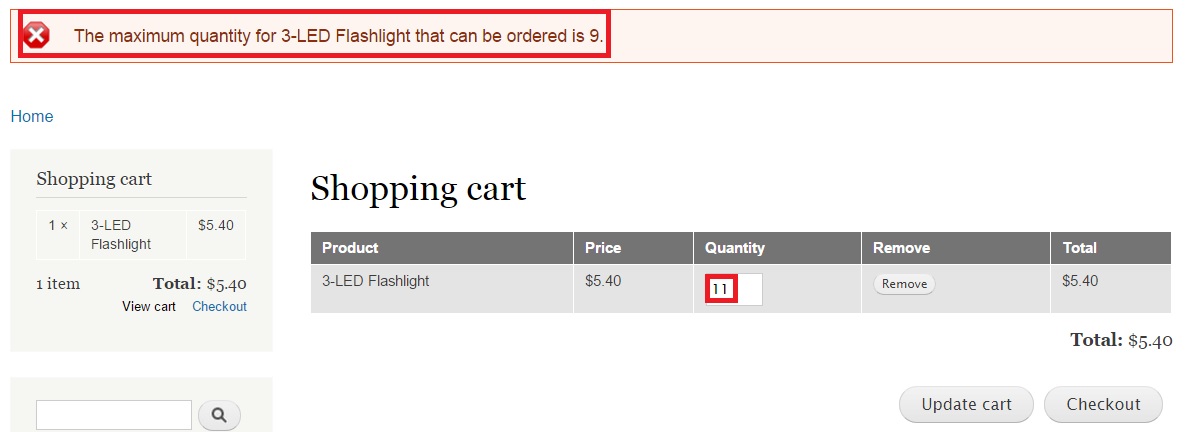 The maximum quantity for 3-LED Flashlight that can be ordered is 9.
Home
Shopping cart
1 × 3-LED $5.40
Flashlight
1 item Total: $5.40
View cart Checkout
Shopping cart
Product Price Quantity Remove Total
3-LED Flashlight $5.40 11 Remove $5.40
Total: $5.40
Update cart Checkout